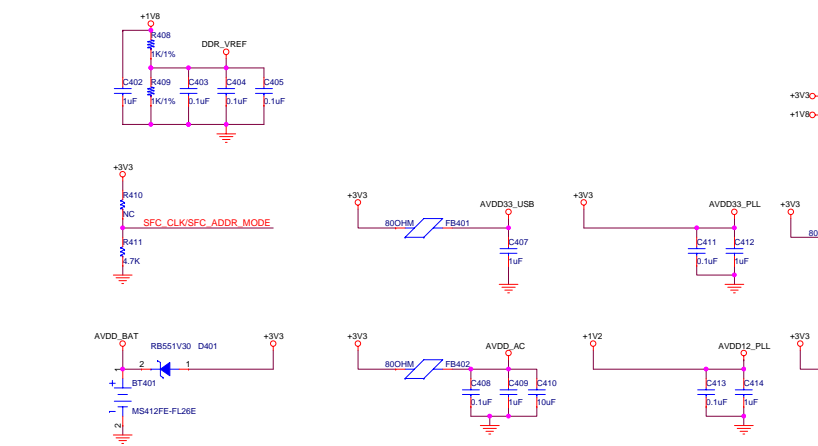 +1V8
R408
1K/1%
DDR_VREF
C402
1uF
R409
1K/1%
C403
0.1uF
C404
0.1uF
C405
0.1uF
+3V3
+1V8
+3V3
R410
NC
SFC_CLK/SFC_ADDR_MODE
R411
4.7K
+3V3
80OHM
FB401
AVDD33_USB
C407
1uF
+3V3
AVDD33_PLL
C411
0.1uF
C412
1uF
+3V3
80
AVDD_BAT
RB551V30 D401
+3V3
2
1
+
BT401
1
MS412FE-FL26E
2
+3V3
80OHM
FB402
AVDD_AC
C408
0.1uF
C409
1uF
C410
10uF
+1V2
AVDD12_PLL
C413
0.1uF
C414
1uF
+3V3